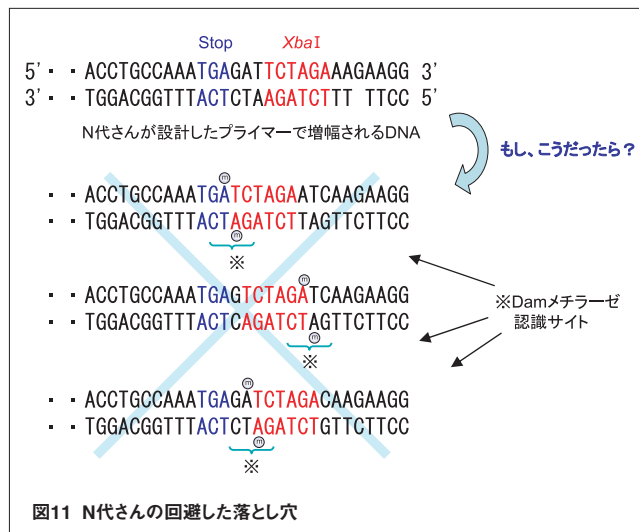 Stop XbaI
5' ・・ACCTGCCAAATGAGATTCTAGAAAGAAGG 3'
3' ・・TGGACGGTTTACTCTAAGATCTTT TTCC 5'
N代さんが設計したプライマーで増幅されるDNA
もし、こうだったら？
m
・・ACCTGCCAAATGATCTAGAATCAAGAAGG
・・TGGACGGTTTACTAGATCTTAGTTCTTCC
m
※
m
・・ACCTGCCAAATGAGTCTAGATCAAGAAGG
・・TGGACGGTTTACTCAGATCTAGTTCTTCC
m
※
※Damメチラーゼ
認識サイト
m
・・ACCTGCCAAATGAGATCTAGACAAGAAGG
・・TGGACGGTTTACTCTAGATCTGTTCTTCC
m
※
図11 N代さんの回避した落とし穴